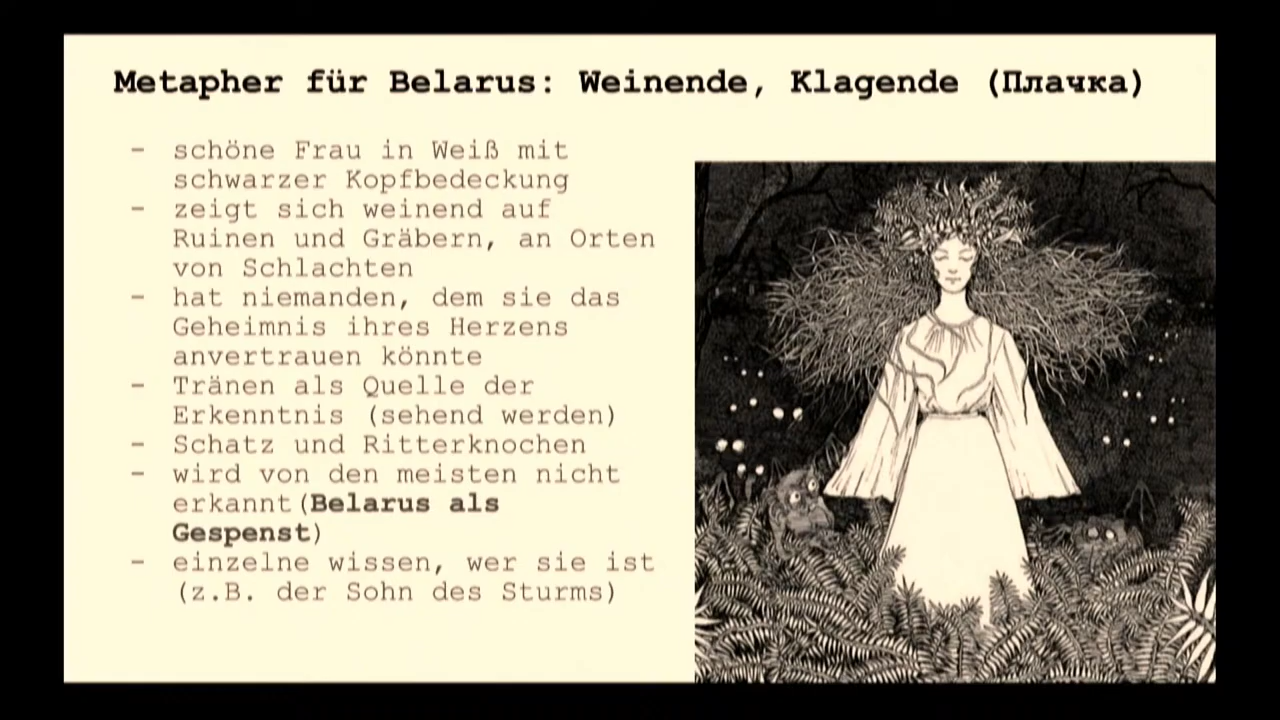 Metapher für Belarus: Weinende, Klagende (Плачка)
- schöne Frau in Weiß mit
schwarzer Kopfbedeckung
- zeigt sich weinend auf
Ruinen und Gräbern, an Orten
von Schlachten
- hat niemanden, dem sie das
Geheimnis ihres Herzens
anvertrauen könnte
- Tränen als Quelle der
Erkenntnis (sehend werden)
- Schatz und Ritterknochen
- wird von den meisten nicht
erkannt(Belarus als
Gespenst)
- einzelne wissen, wer sie ist
(z.B. der Sohn des Sturms)